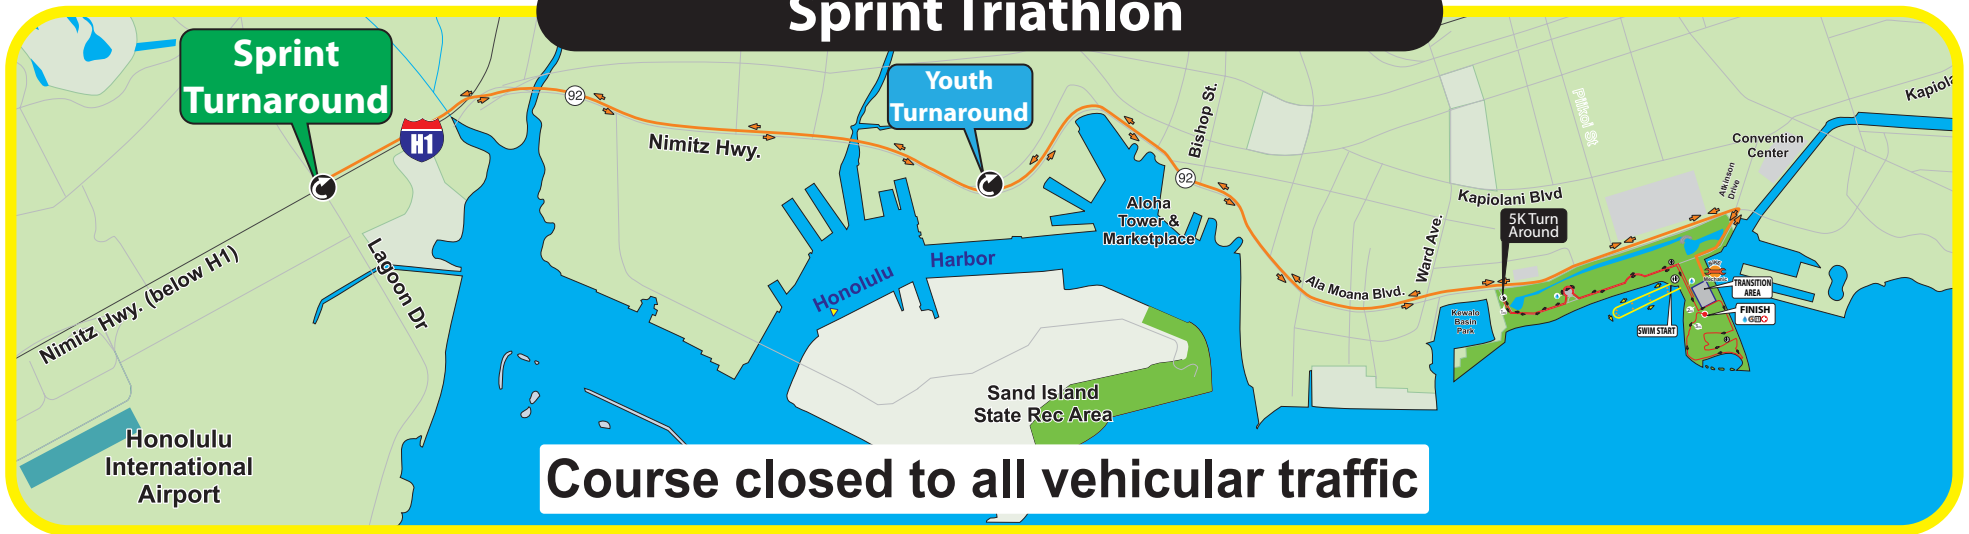 Sprint Triathlon
Sprint
Turnaround
Youth
Turnaround
H1
92
Nimitz Hwy.
Bishop St.
92
Piikoi St
Kapiola
Convention
Center
Atkinson
Drive
Kapiolani Blvd
5K Turn
Around
Ward Ave.
Aloha
Tower &
Marketplace
Honolulu Harbor
Ala Moana Blvd.
Kewalo
Basin
Park
TRANSITION
AREA
FINISH
SWIM START
Nimitz Hwy. (below H1)
Lagoon Dr
Sand Island
State Rec Area
Honolulu
International
Airport
Course closed to all vehicular traffic